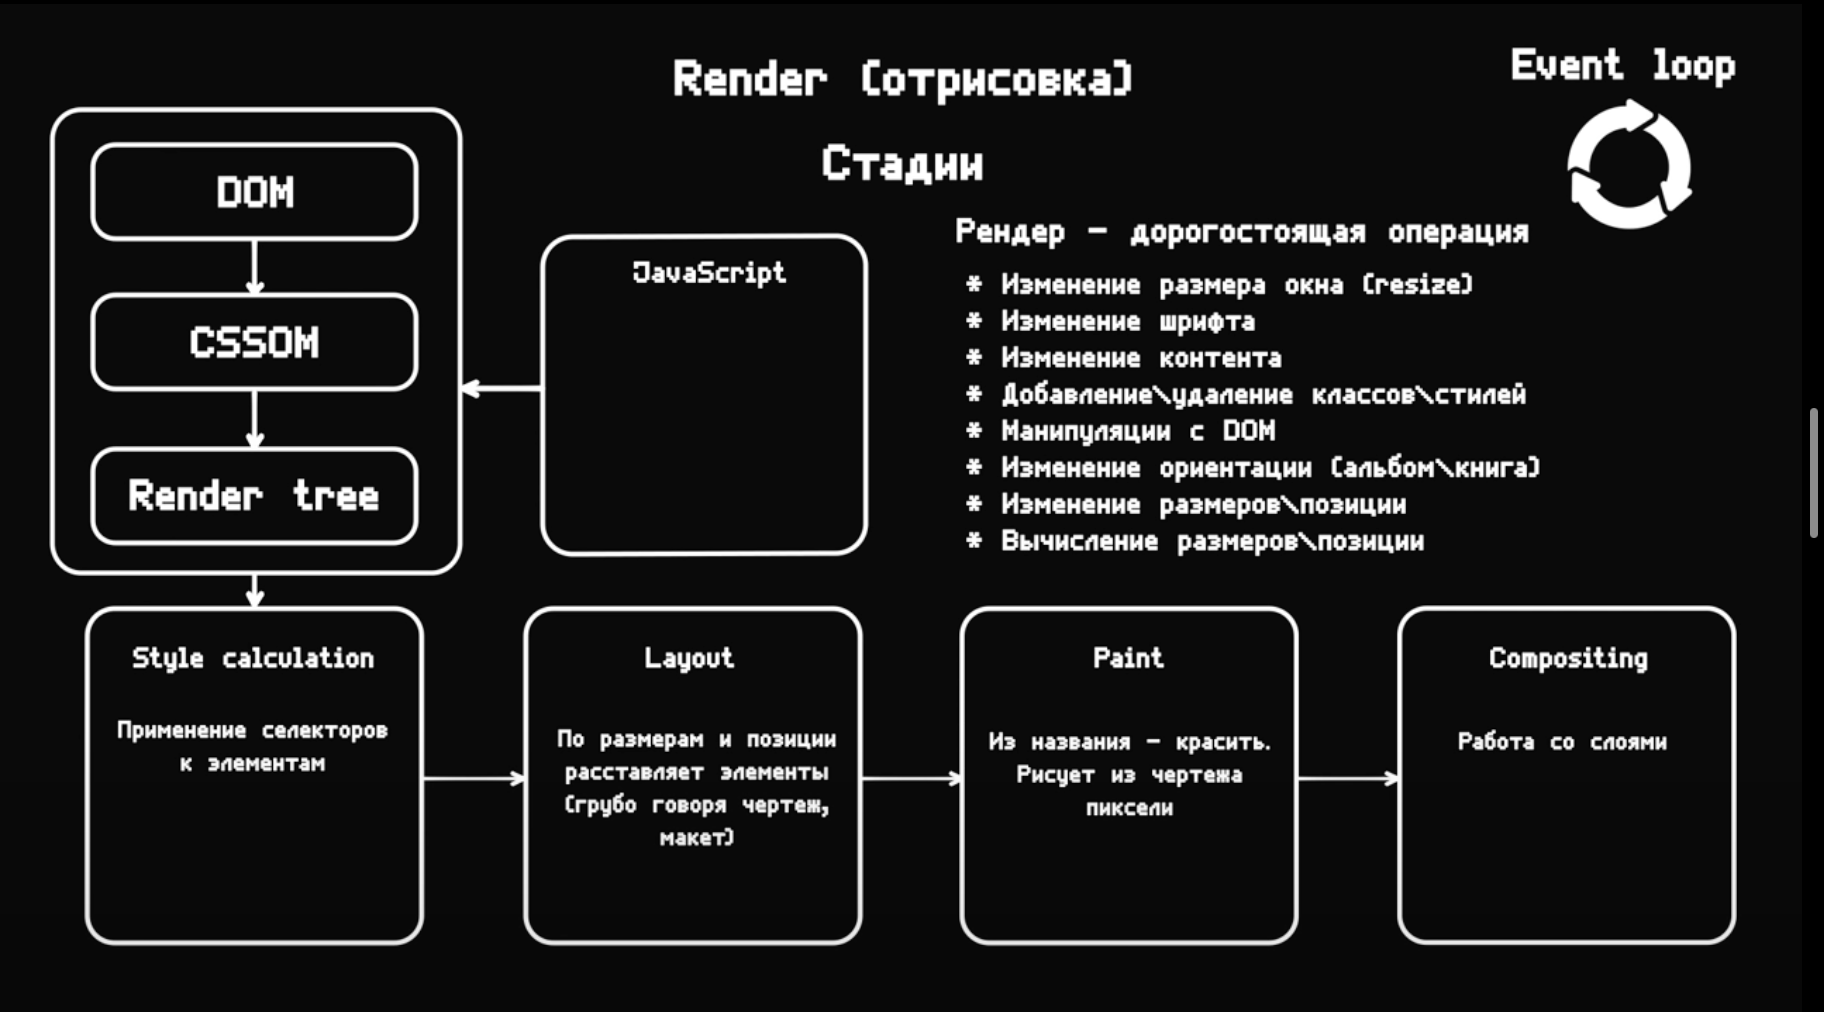 Render (отрисовка)
Event loop
Стадии
DOM
CSSOM
Render tree
JavaScript
Рендер - дорогостоящая операция
* Изменение размера окна (resize)
* Изменение шрифта
* Изменение контента
* Добавление\удаление классов\стилей
* Манипуляции с DOM
* Изменение ориентации (альбом\книга)
* Изменение размеров\позиции
* Вычисление размеров\позиции
Style calculation
Применение селекторов
к элементам
Layout
По размерам и позиции
расставляет элементы
(грубо говоря чертеж,
макет)
Paint
Из названия - красить.
Рисует из чертежа
пиксели
Compositing
Работа со слоями